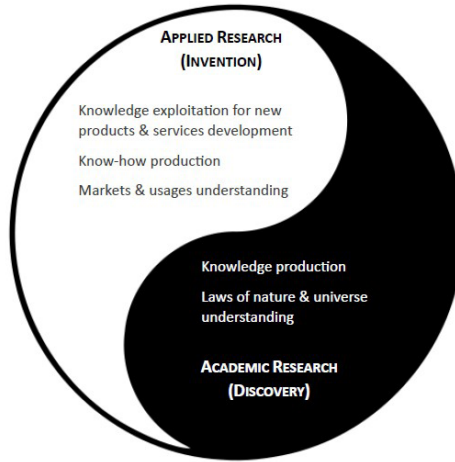 APPLIED RESEARCH
(INVENTION)
Knowledge exploitation for new
products & services development
Know-how production
Markets & usages understanding
Knowledge production
Laws of nature & universe
understanding
ACADEMIC RESEARCH
(DISCOVERY)